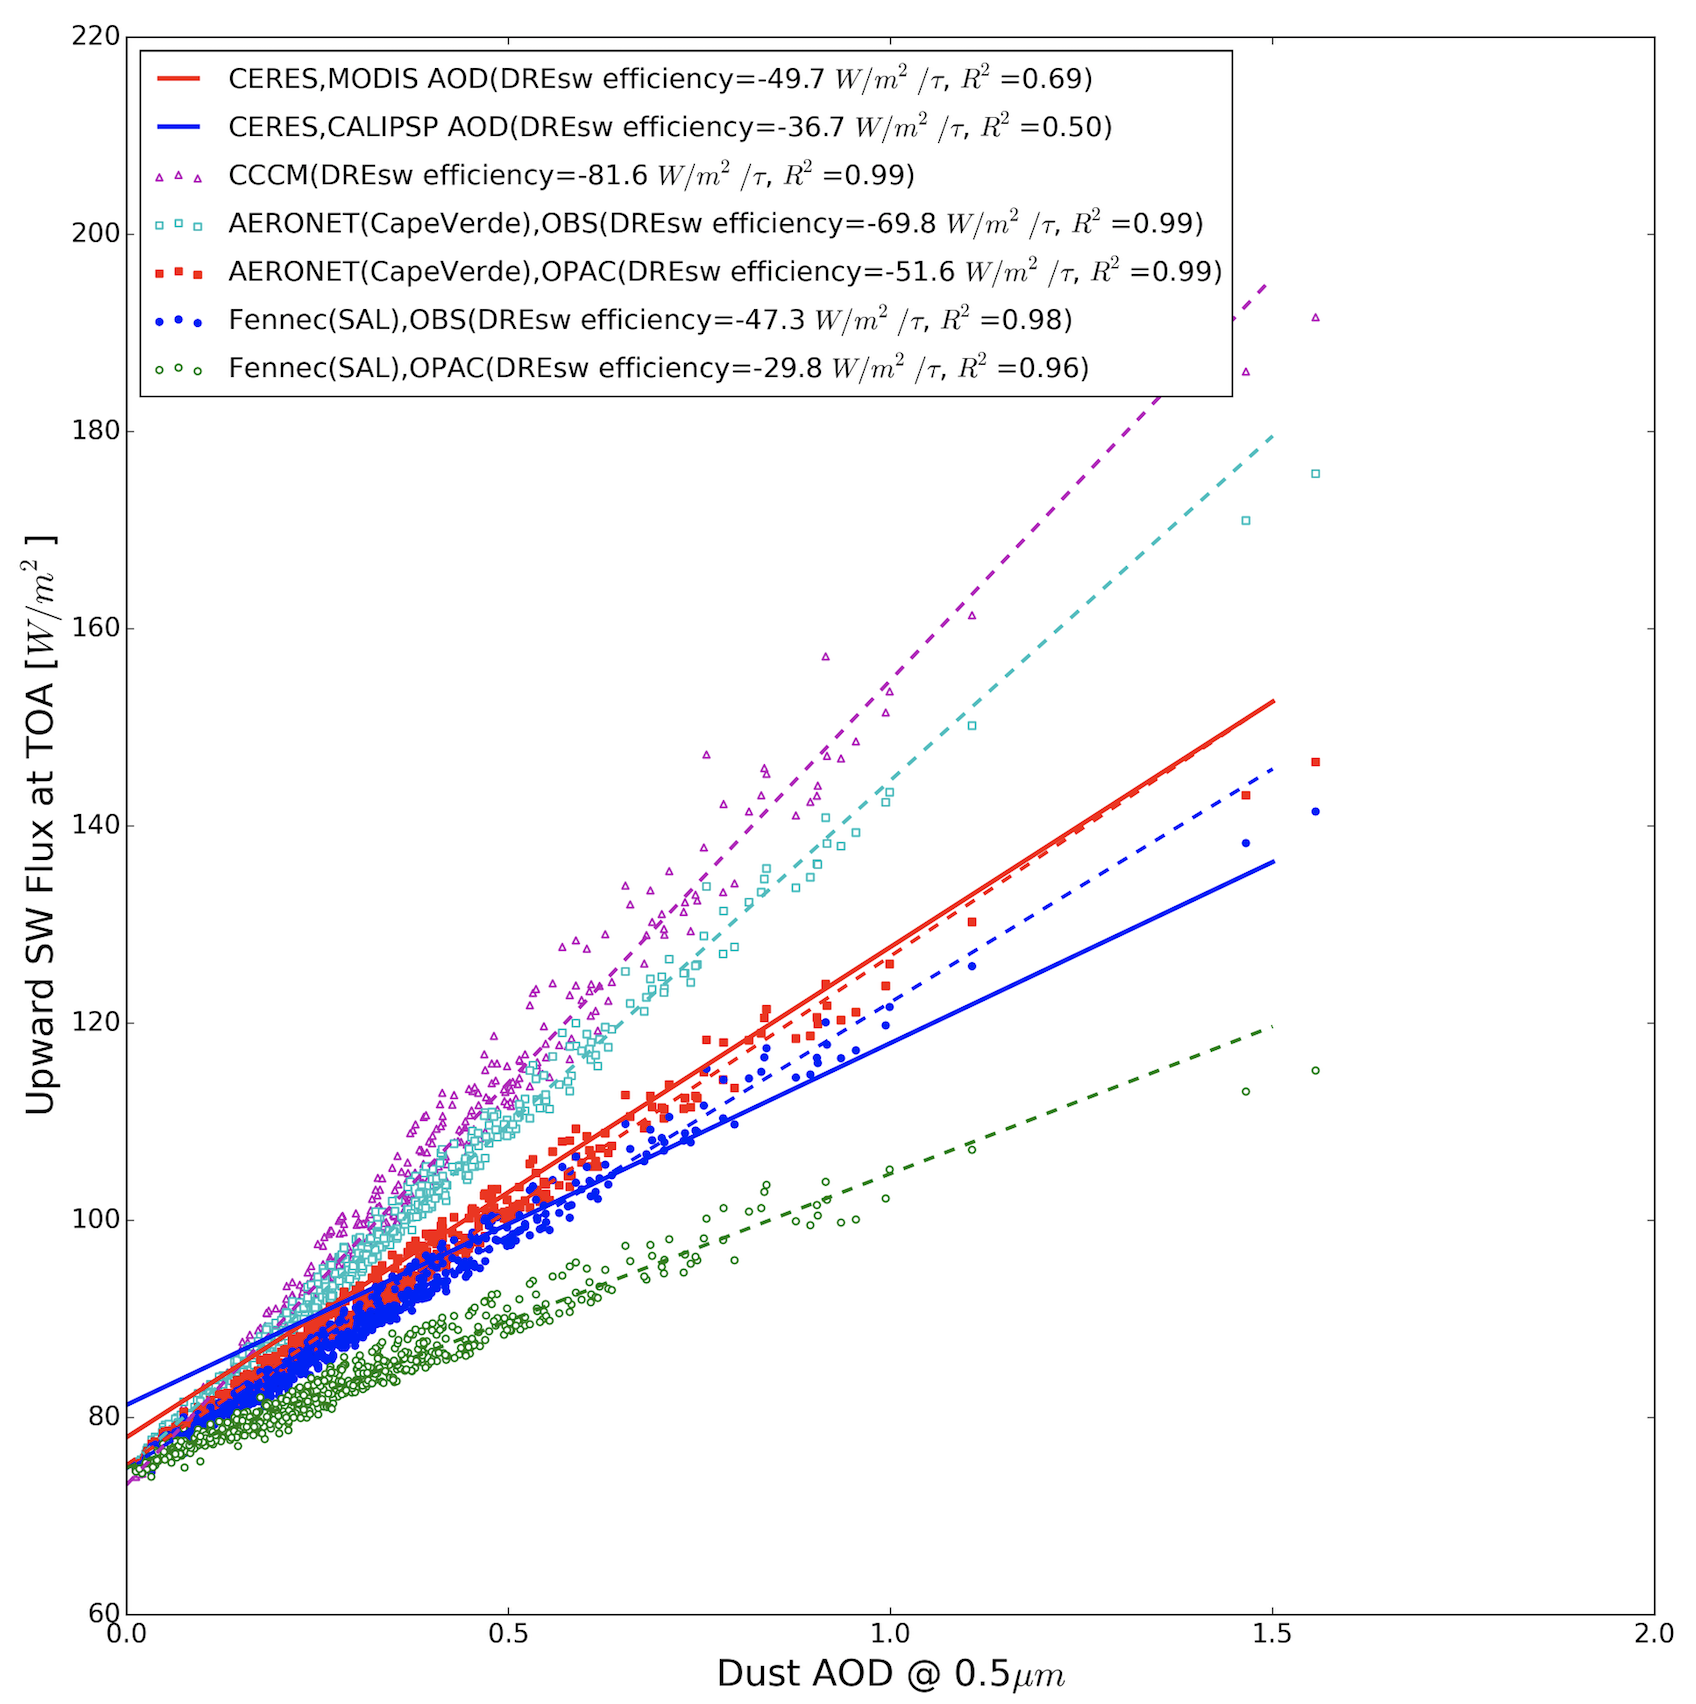 220
200
180
160
140
120
100
80
60
CERES,MODIS AOD(DREsw efficiency=-49.7 W/m² /τ, R² =0.69)
CERES,CALIPSP AOD(DREsw efficiency=-36.7 W/m² /τ, R² =0.50)
CCCM(DREsw efficiency=-81.6 W/m² /τ, R² =0.99)
AERONET(CapeVerde),OBS(DREsw efficiency=-69.8 W/m² /τ, R² =0.99)
AERONET(CapeVerde),OPAC(DREsw efficiency=-51.6 W/m² /τ, R² =0.99)
Fennec(SAL),OBS(DREsw efficiency=-47.3 W/m² /τ, R² =0.98)
Fennec(SAL),OPAC(DREsw efficiency=-29.8 W/m² /τ, R² =0.96)
Upward SW Flux at TOA [W/m² ]
0.0 0.5 1.0 1.5 2.0
Dust AOD @ 0.5μm